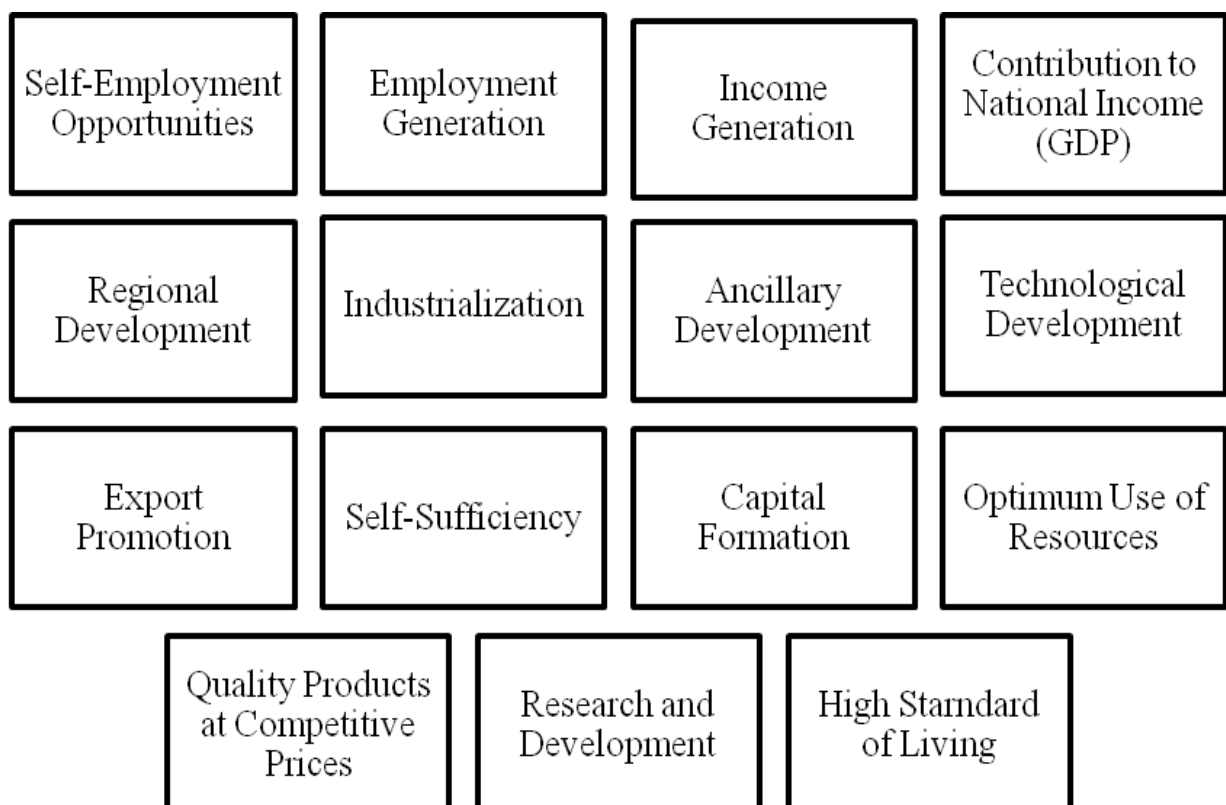 Self-Employment
Opportunities
Employment
Generation
Income
Generation
Contribution to
National Income
(GDP)
Regional
Development
Industrialization
Ancillary
Development
Technological
Development
Export
Promotion
Self-Sufficiency
Capital
Formation
Optimum Use of
Resources
Quality Products
at Competitive
Prices
Research and
Development
High Starndard
of Living